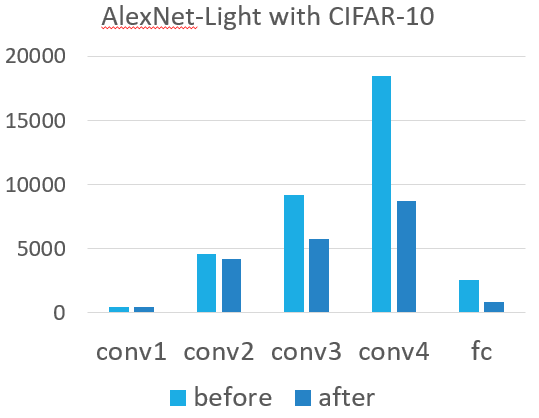 AlexNet-Light with CIFAR-10
20000
15000
10000
5000
0
conv1 conv2 conv3 conv4 fc
before after